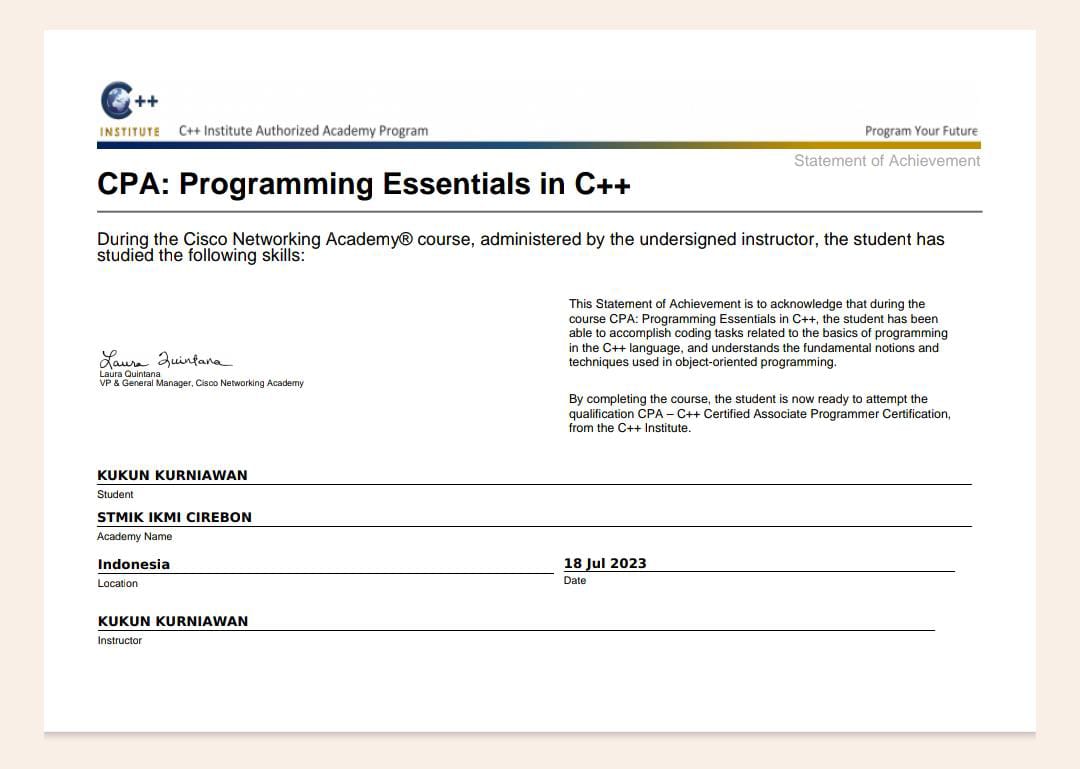 C++
INSTITUTE
C++ Institute Authorized Academy Program
Program Your Future
Statement of Achievement
CPA: Programming Essentials in C++
During the Cisco Networking Academy® course, administered by the undersigned instructor, the student has
studied the following skills:
This Statement of Achievement is to acknowledge that during the
course CPA: Programming Essentials in C++, the student has been
able to accomplish coding tasks related to the basics of programming
in the C++ language, and understands the fundamental notions and
techniques used in object-oriented programming.
Laura Quintana
Laura Quintana
VP & General Manager, Cisco Networking Academy
By completing the course, the student is now ready to attempt the
qualification CPA – C++ Certified Associate Programmer Certification,
from the C++ Institute.
KUKUN KURNIAWAN
Student
STMIK IKMI CIREBON
Academy Name
Indonesia
Location
18 Jul 2023
Date
KUKUN KURNIAWAN
Instructor